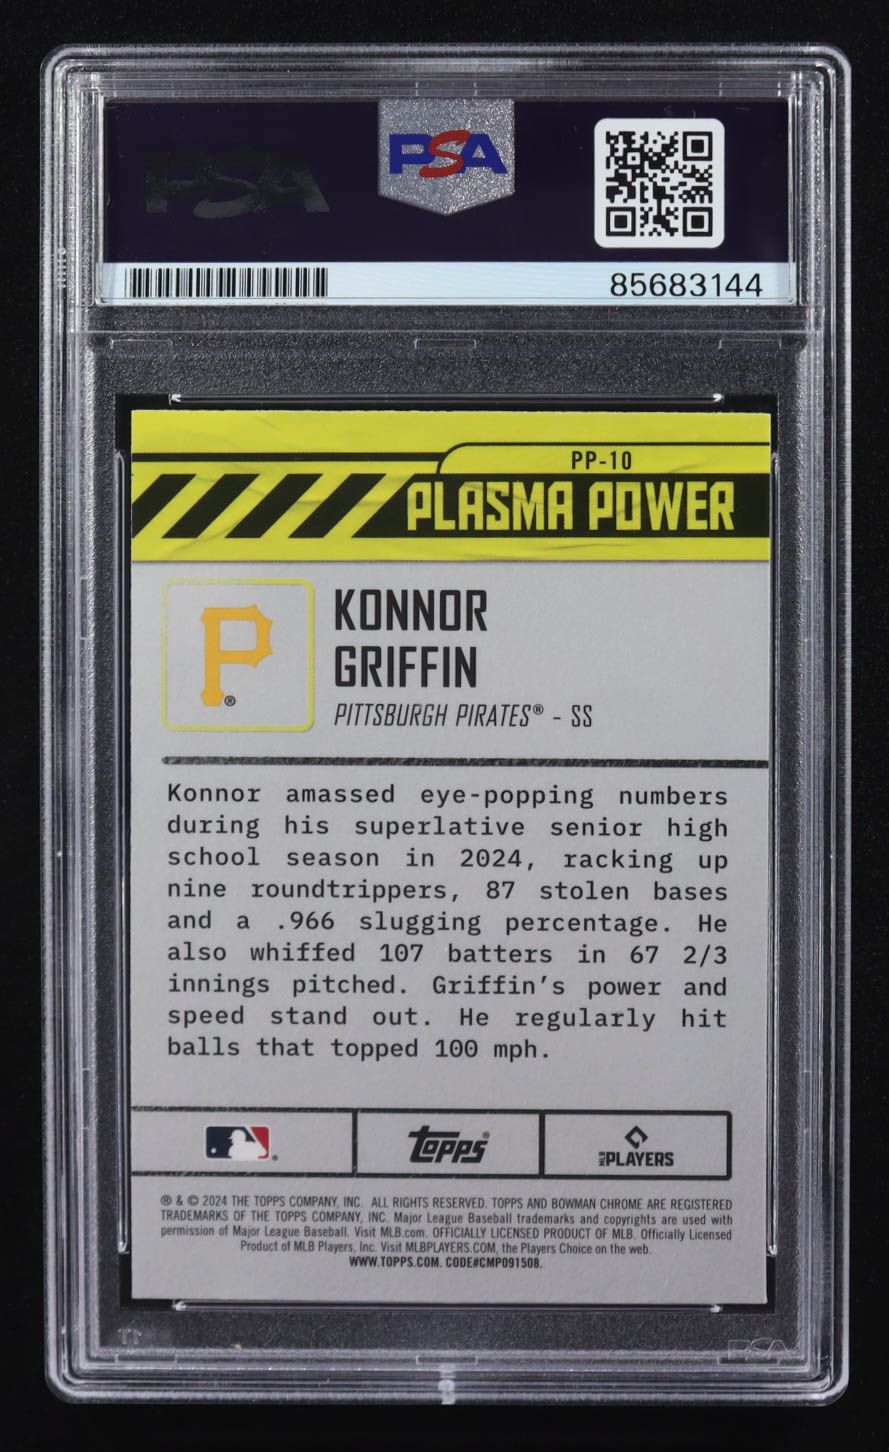 PSA
PSA
85683144
PP-10
PLASMA POWER
P®
KONNOR
GRIFFIN
PITTSBURGH PIRATES® - SS
Konnor amassed eye-popping numbers
during his superlative senior high
school season in 2024, racking up
nine roundtrippers, 87 stolen bases
and a .966 slugging percentage. He
also whiffed 107 batters in 67 2/3
innings pitched. Griffin's power and
speed stand out. He regularly hit
balls that topped 100 mph.
topps®
MLB PLAYERS
® & © 2024 THE TOPPS COMPANY, INC. ALL RIGHTS RESERVED. TOPPS AND BOWMAN CHROME ARE REGISTERED
TRADEMARKS OF THE TOPPS COMPANY, INC. Major League Baseball trademarks and copyrights are used with
permission of Major League Baseball. Visit MLB.com. OFFICIALLY LICENSED PRODUCT OF MLB. Officially Licensed
Product of MLB Players, Inc. Visit MLBPLAYERS.COM, the Players Choice on the web.
WWW.TOPPS.COM. CODE#CMP091508.
PSA